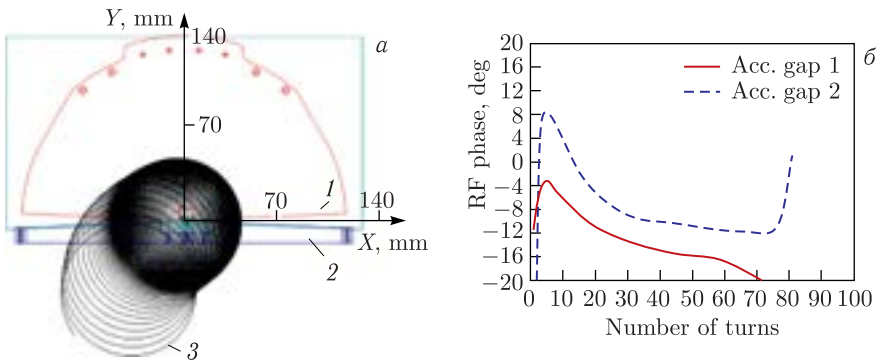 Y, mm
140
a
70
1
70
140
X, mm
2
3
б
RF phase, deg
20
16
12
8
4
0
−4
−8
−12
−16
−20
Acc. gap 1
Acc. gap 2
0 10 20 30 40 50 60 70 80 90 100
Number of turns